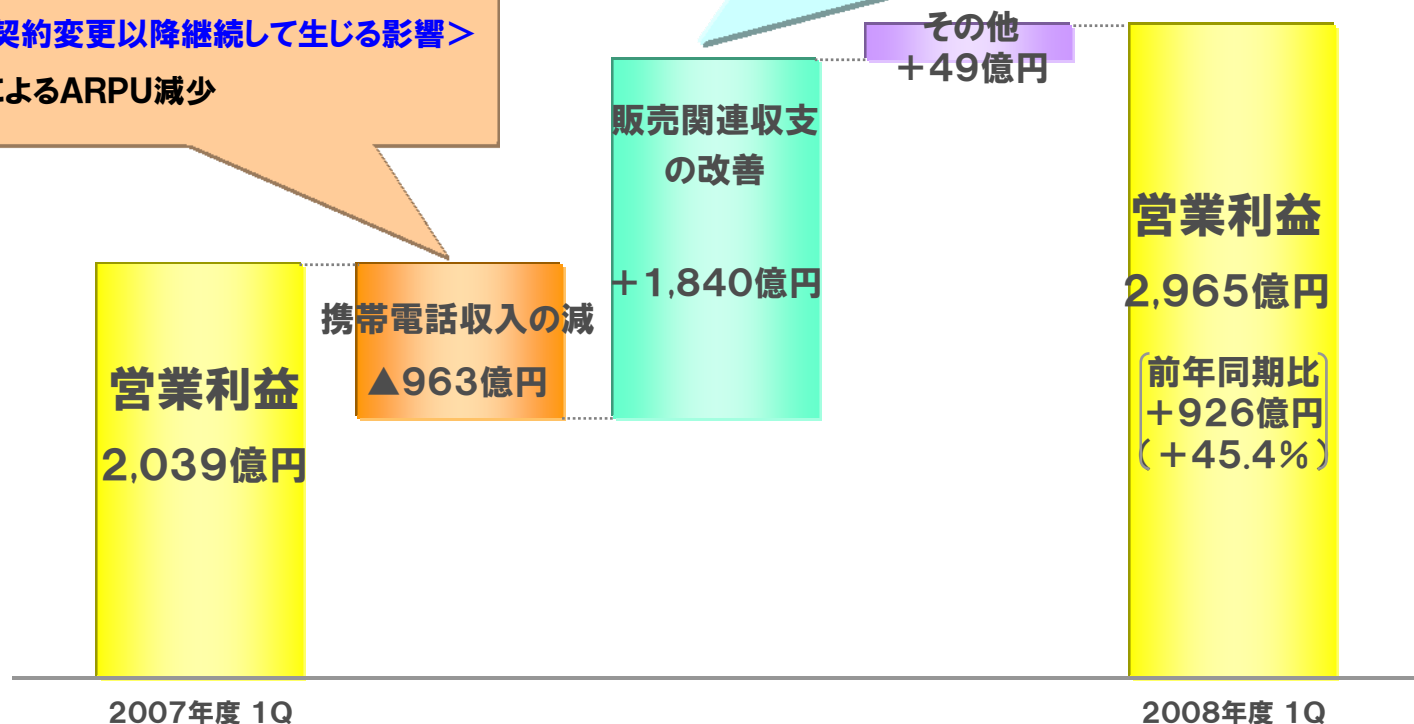 契約変更以降継続して生じる影響＞
によるARPU減少
その他
＋49億円
販売関連収支
の改善
＋1,840億円
携帯電話収入の減
▲963億円
営業利益
2,039億円
営業利益
2,965億円
前年同期比
＋926億円
（＋45.4％）
2007年度 1Q
2008年度 1Q